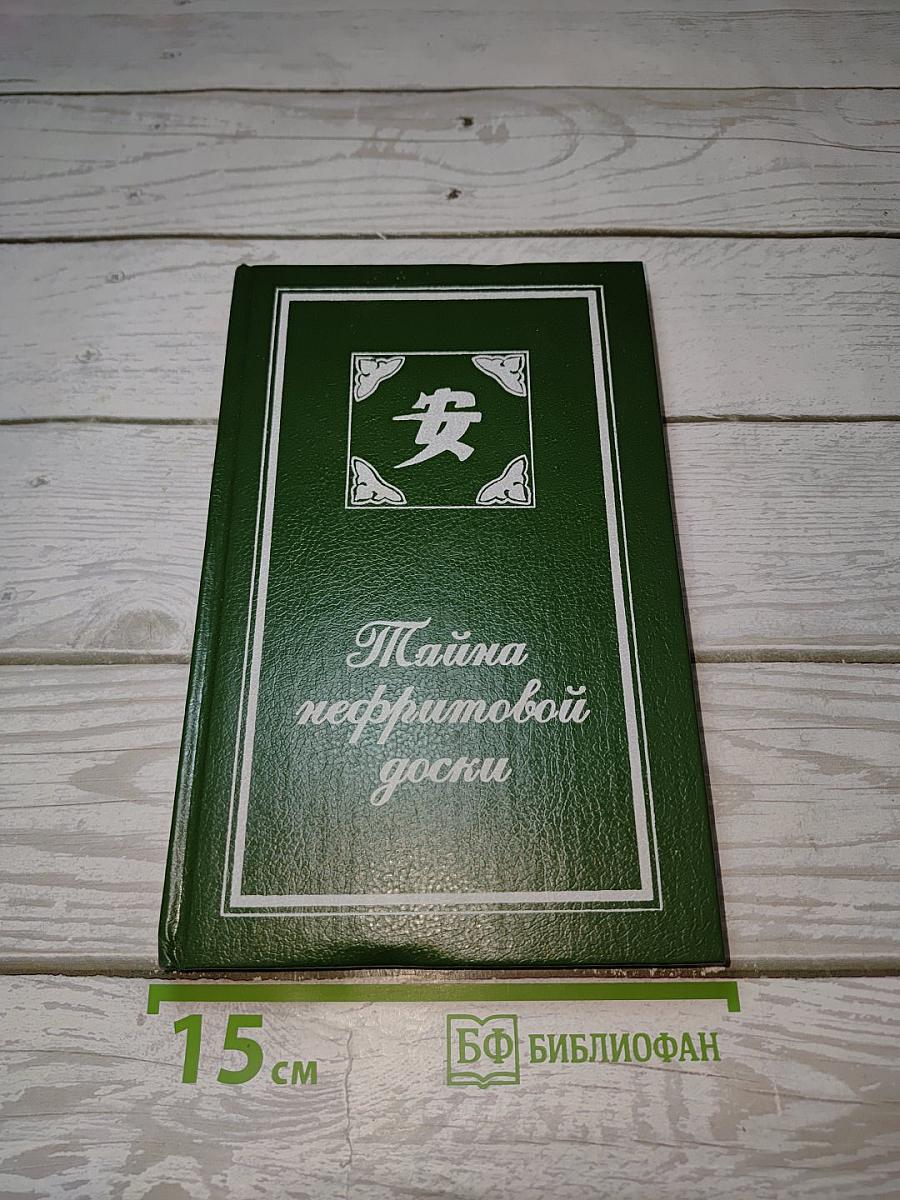 安
Тайна
нефритовой
доски
15 см
БФ БИБЛИОФАН